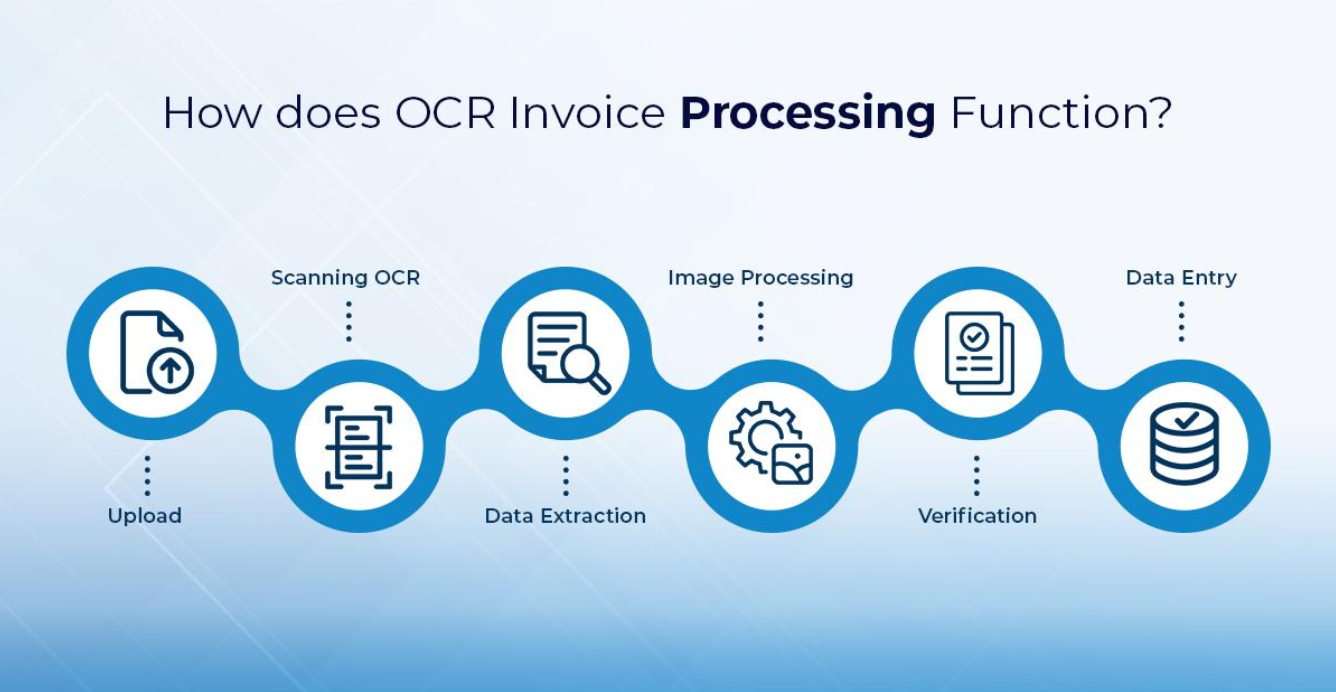 How does OCR Invoice Processing Function?
Upload
Scanning OCR
Data Extraction
Image Processing
Verification
Data Entry